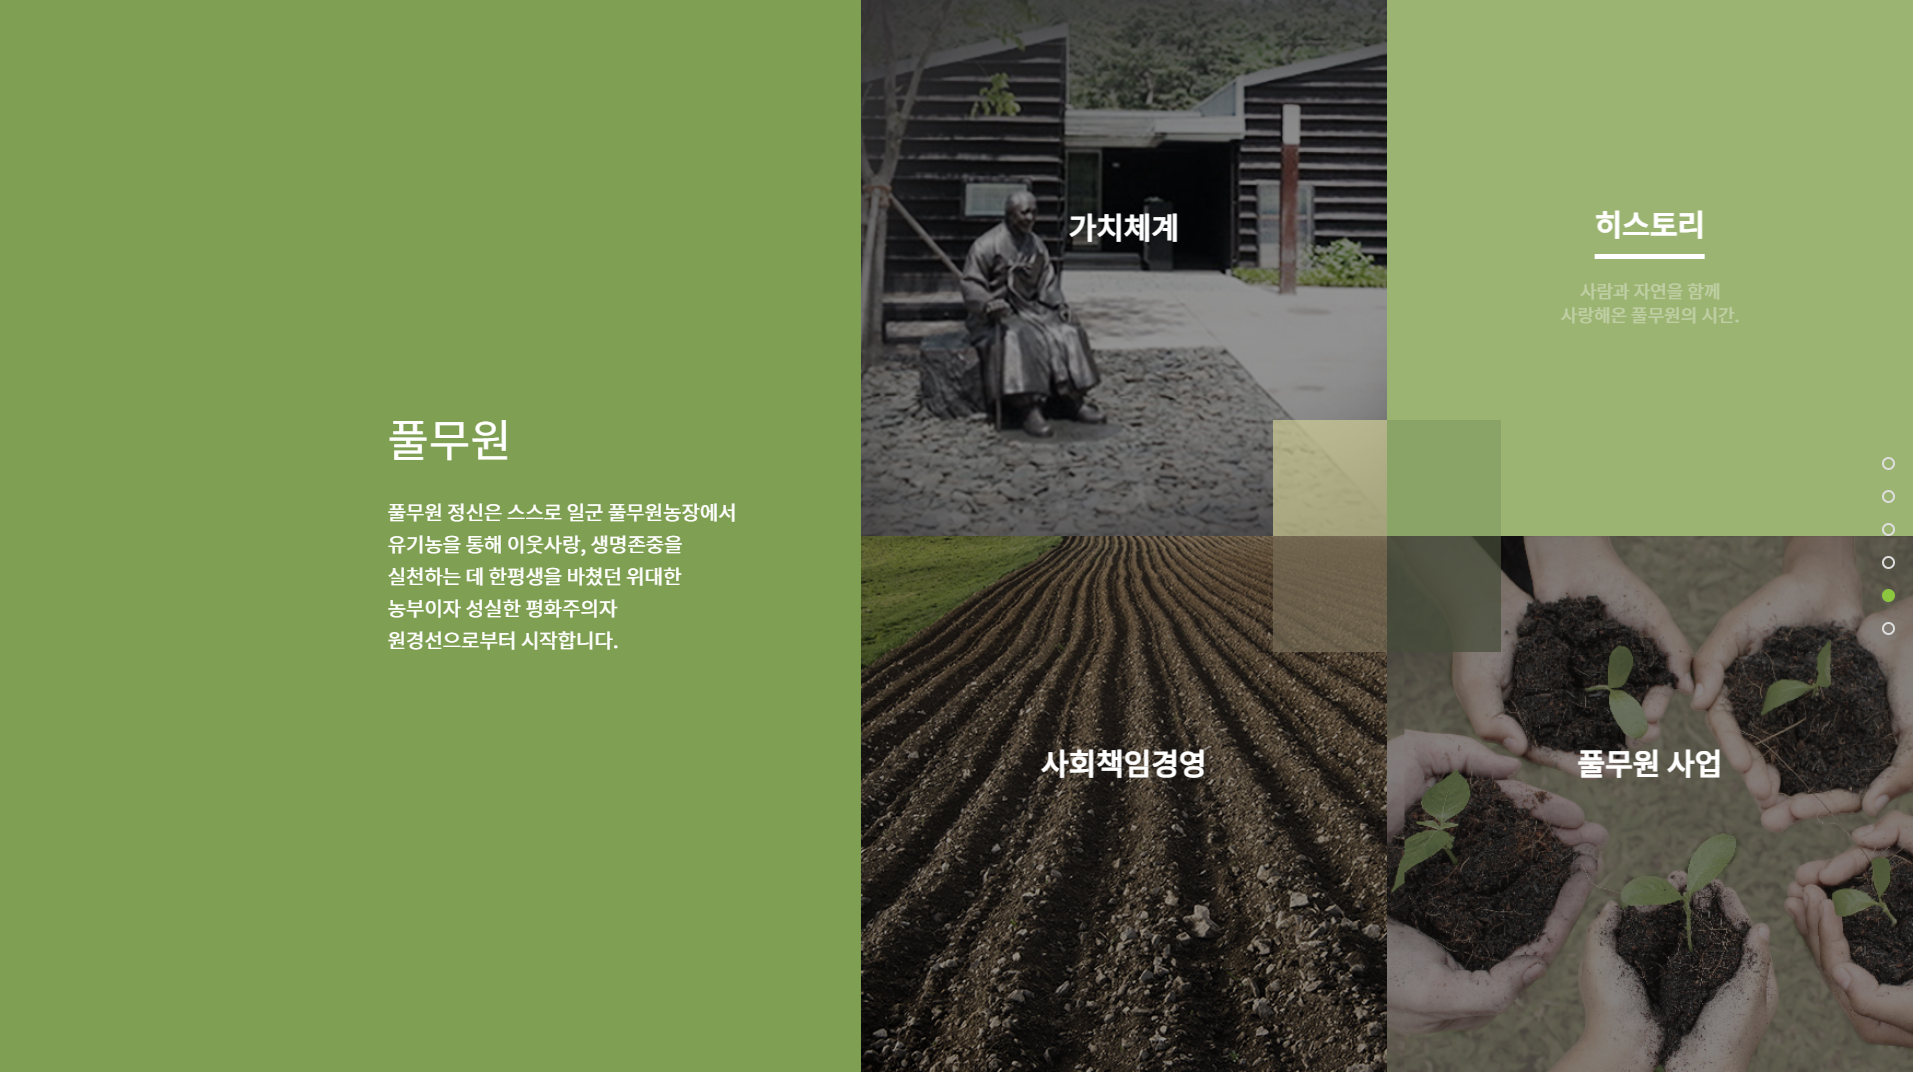 풀무원
풀무원 정신은 스스로 일군 풀무원농장에서
유기농을 통해 이웃사랑, 생명존중을
실천하는 데 한평생을 바쳤던 위대한
농부이자 성실한 평화주의자
원경선으로부터 시작합니다.
가치체계
히스토리
사람과 자연을 함께
사랑해온 풀무원의 시간.
사회책임경영
풀무원 사업